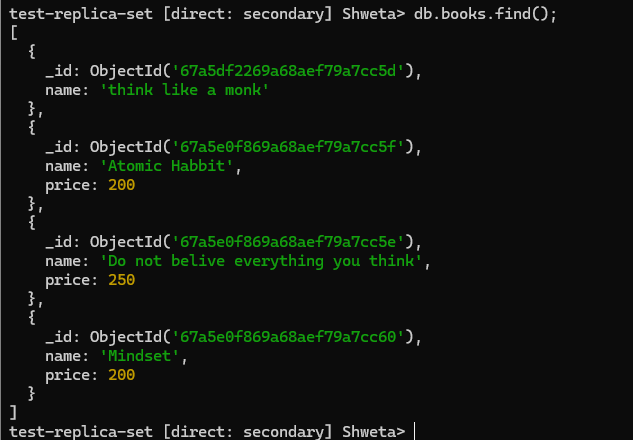 test-replica-set [direct: secondary] Shweta> db.books.find();
[
  {
    _id: ObjectId('67a5df2269a68aef79a7cc5d'),
    name: 'think like a monk'
  },
  {
    _id: ObjectId('67a5e0f869a68aef79a7cc5f'),
    name: 'Atomic Habbit',
    price: 200
  },
  {
    _id: ObjectId('67a5e0f869a68aef79a7cc5e'),
    name: 'Do not belive everything you think',
    price: 250
  },
  {
    _id: ObjectId('67a5e0f869a68aef79a7cc60'),
    name: 'Mindset',
    price: 200
  }
]
test-replica-set [direct: secondary] Shweta>